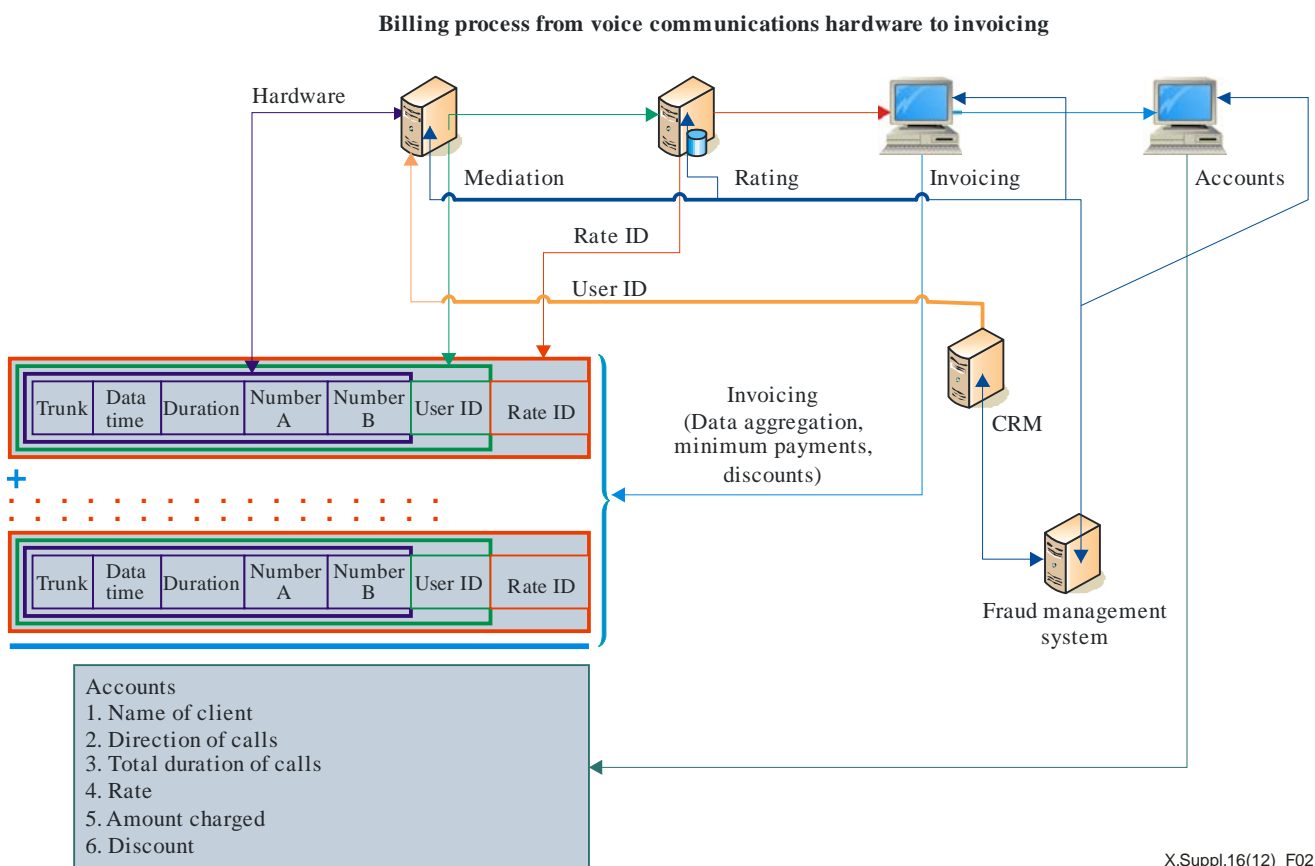 Billing process from voice communications hardware to invoicing
Hardware
Mediation
Rating
Invoicing
Accounts
Rate ID
User ID
Trunk
Data
time
Duration
Number
A
Number
B
User ID
Rate ID
Invoicing
(Data aggregation,
minimum payments,
discounts)
CRM
+
Trunk
Data
time
Duration
Number
A
Number
B
User ID
Rate ID
Fraud management
system
Accounts
1. Name of client
2. Direction of calls
3. Total duration of calls
4. Rate
5. Amount charged
6. Discount
X.Suppl.16(12)_F02